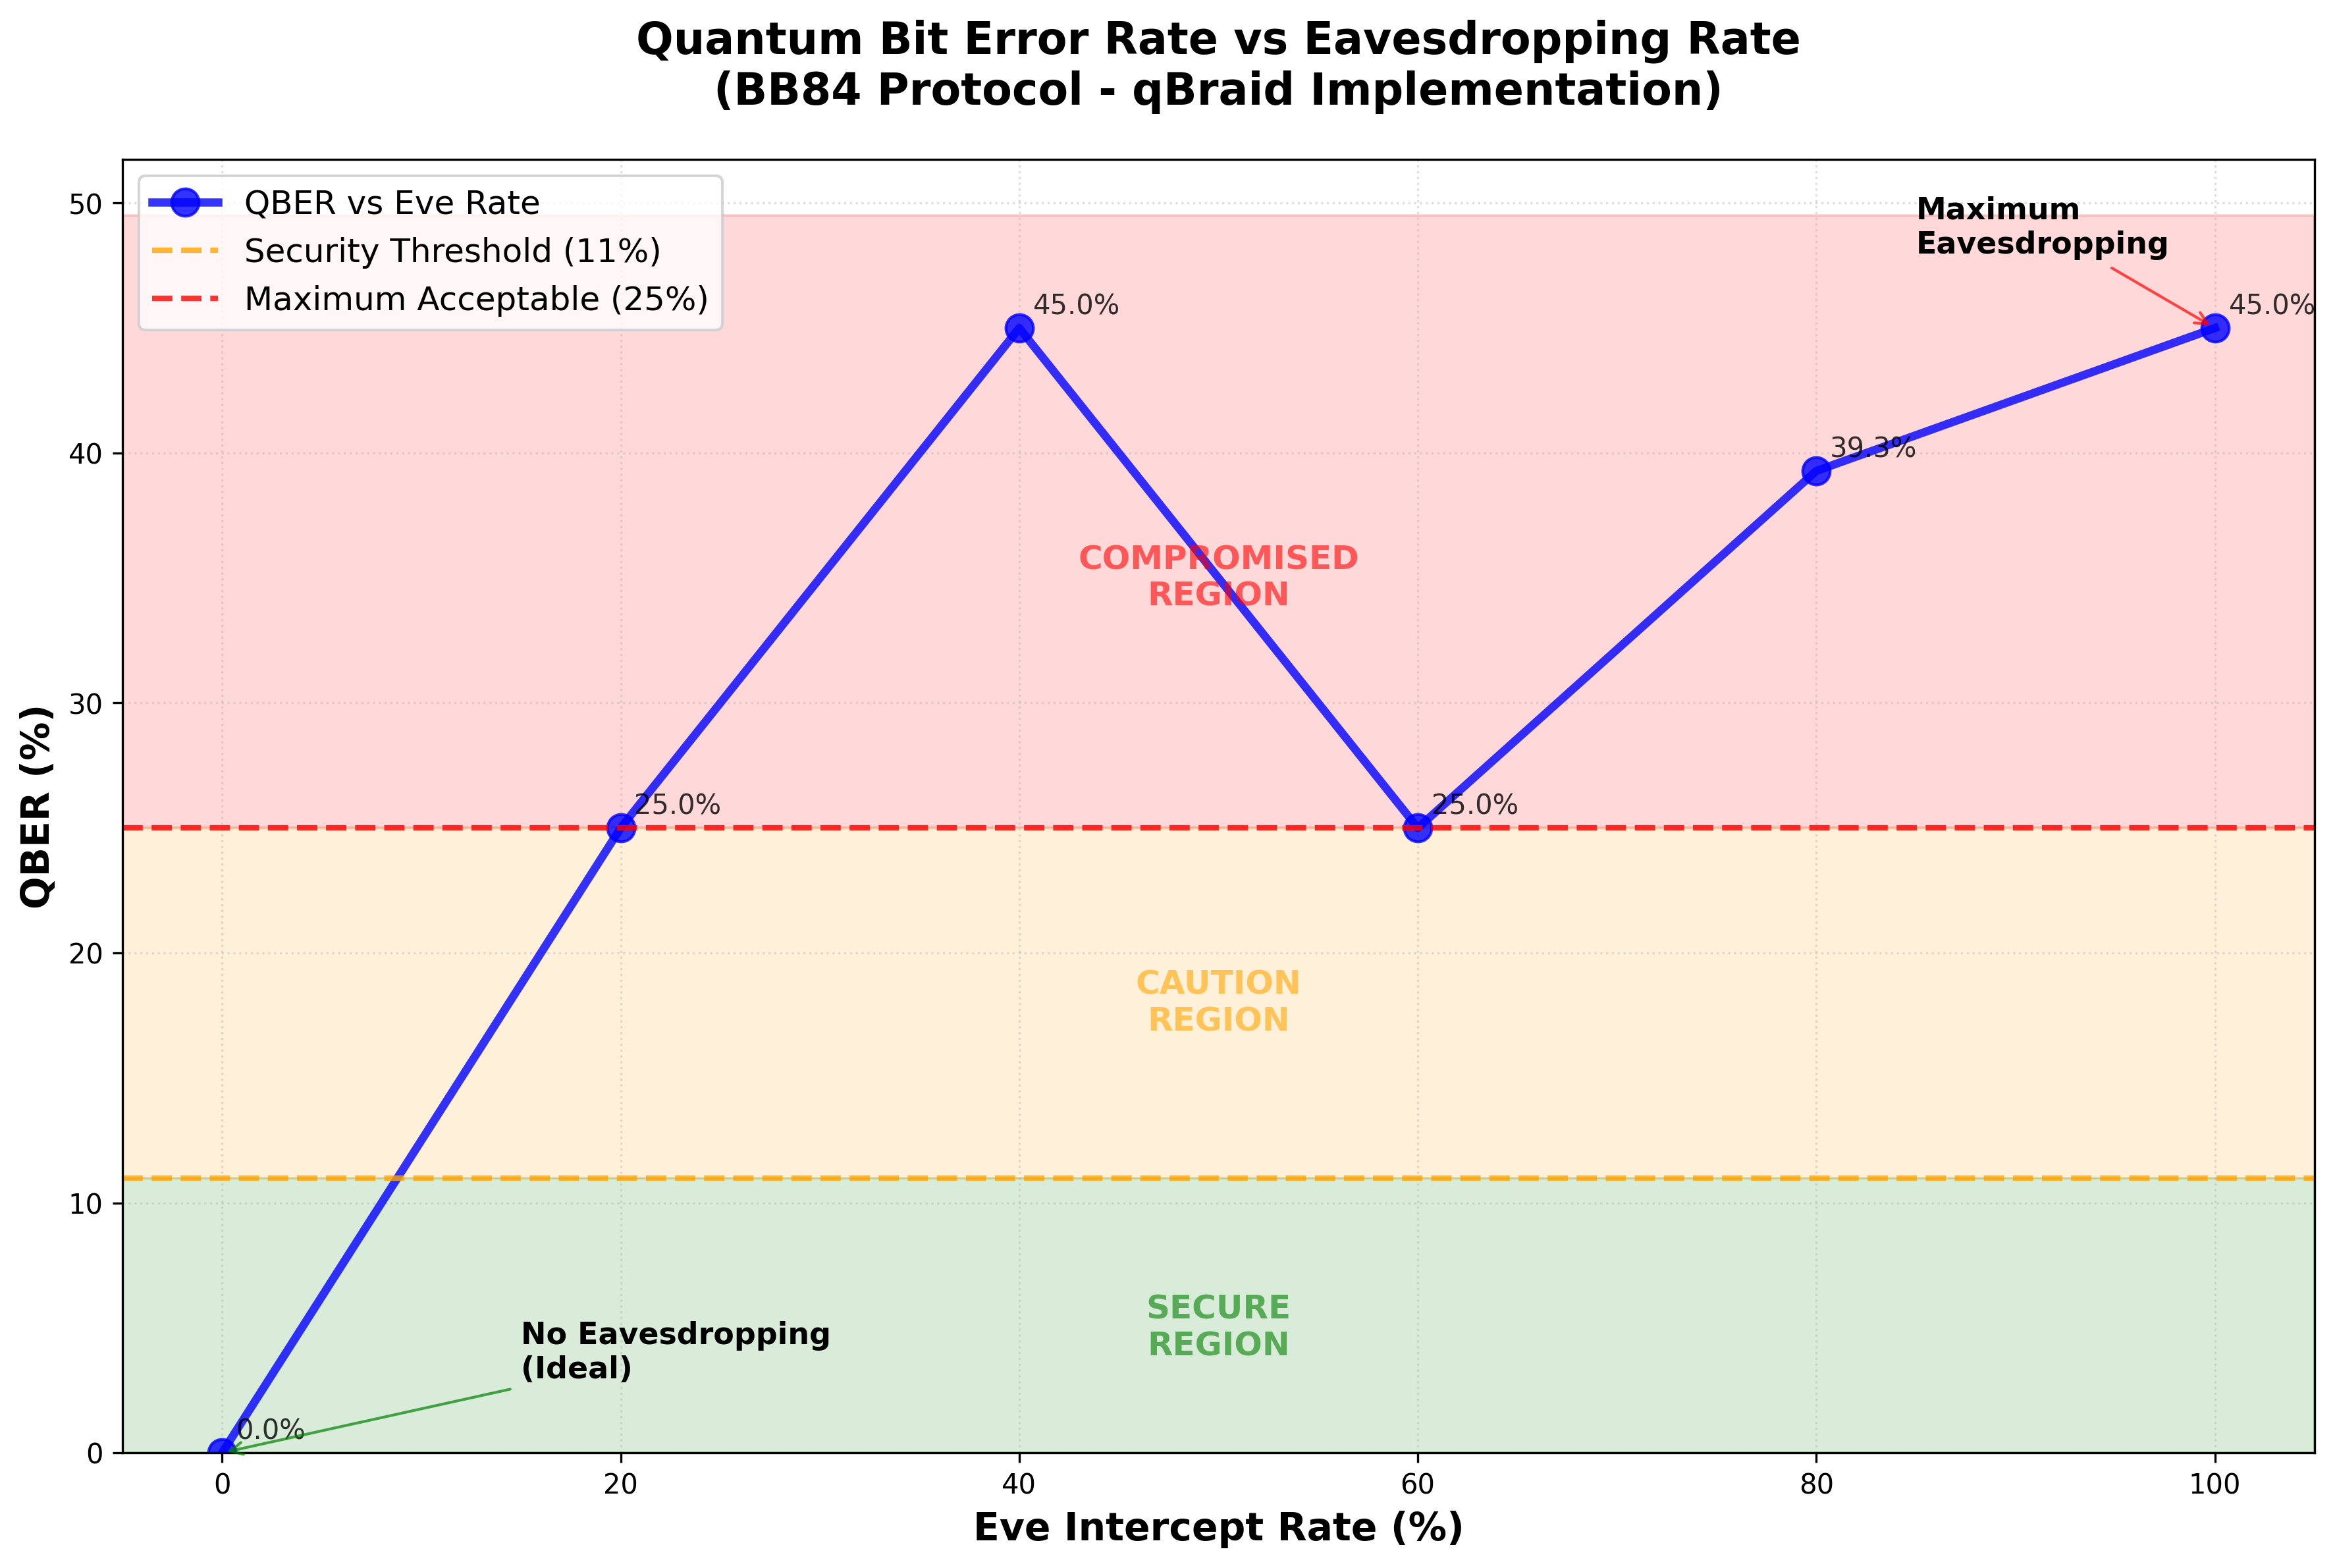 Quantum Bit Error Rate vs Eavesdropping Rate
(BB84 Protocol - qBraid Implementation)
QBER vs Eve Rate
Security Threshold (11%)
Maximum Acceptable (25%)
Maximum
Eavesdropping
45.0%
45.0%
39.3%
COMPROMISED
REGION
25.0%
25.0%
CAUTION
REGION
SECURE
REGION
No Eavesdropping
(Ideal)
0.0%
QBER (%)
50
40
30
20
10
0
0
20
40
60
80
100
Eve Intercept Rate (%)